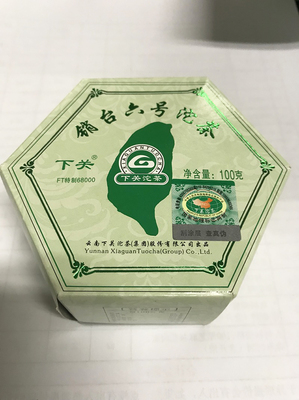 销台六号沱茶
下关®
FT特制68000
下关沱茶
净含量：100克
云南下关沱茶(集团)股份有限公司出品
Yunnan XiaguanTuocha(Group) Co.,Ltd.